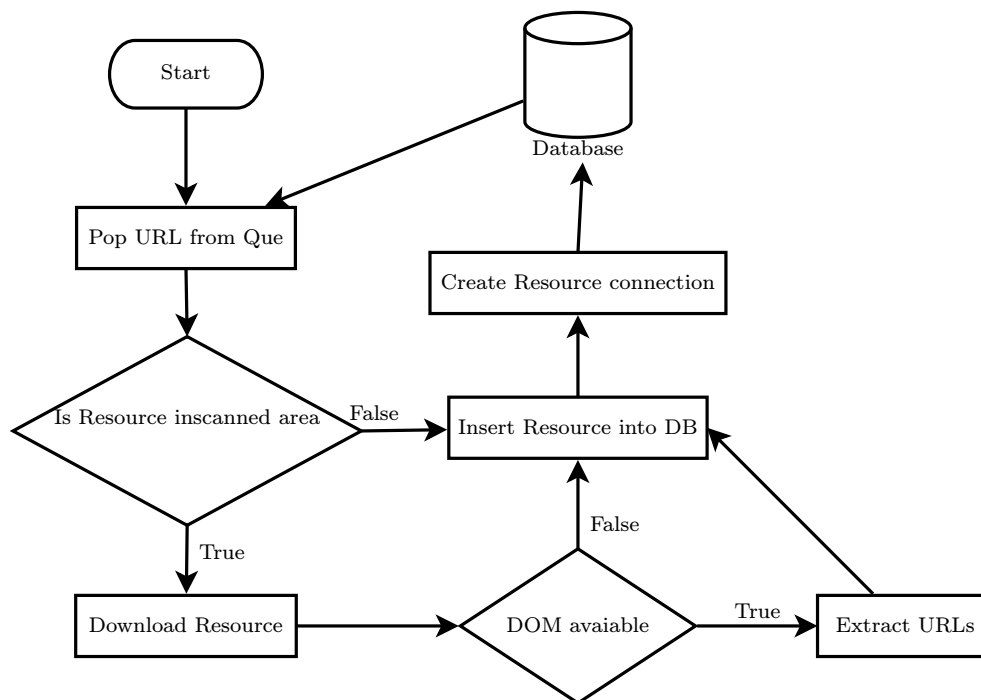 Start
Database
Pop URL from Que
Create Resource connection
Is Resource inscanned area
False
Insert Resource into DB
False
True
Download Resource
DOM avaiable
True
Extract URLs